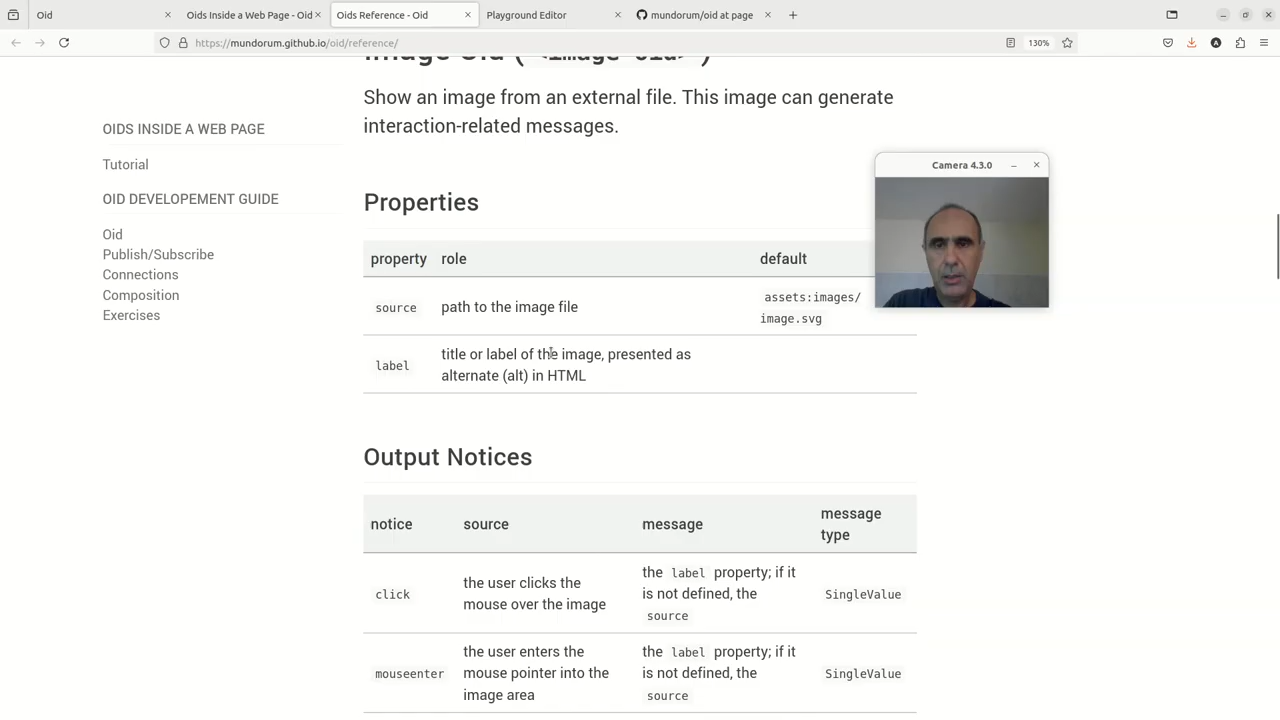 Oid
Oids Inside a Web Page - Oid
Oids Reference - Oid
Playground Editor
mundorum/oid at page
https://mundorum.github.io/oid/reference/
130%
Show an image from an external file. This image can generate
interaction-related messages.
OIDS INSIDE A WEB PAGE
Tutorial
OID DEVELOPEMENT GUIDE
Oid
Publish/Subscribe
Connections
Composition
Exercises
Camera 4.3.0
Properties
property role default
source path to the image file assets:images/
image.svg
label title or label of the image, presented as
alternate (alt) in HTML
Output Notices
notice source message message
type
click the user clicks the
mouse over the image the label property; if it
is not defined, the
source SingleValue
mouseenter the user enters the
mouse pointer into the
image area the label property; if it
is not defined, the
source SingleValue